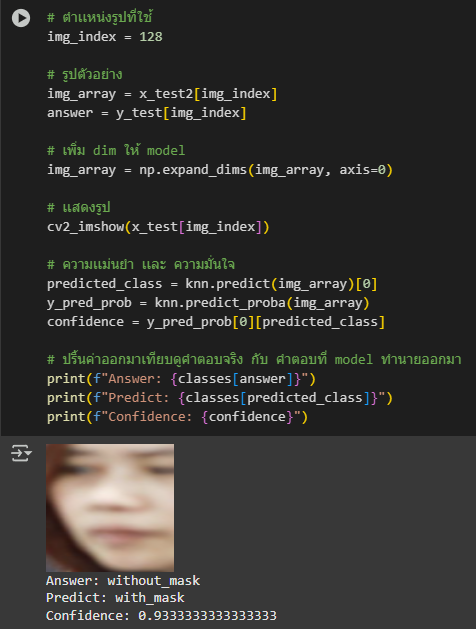 # ตำแหน่งรูปที่ใช้
img_index = 128
# รูปตัวอย่าง
img_array = x_test2[img_index]
answer = y_test[img_index]
# เพิ่ม dim ให้ model
img_array = np.expand_dims(img_array, axis=0)
# แสดงรูป
cv2_imshow(x_test[img_index])
# ความแม่นยำ และ ความมั่นใจ
predicted_class = knn.predict(img_array)[0]
y_pred_prob = knn.predict_proba(img_array)
confidence = y_pred_prob[0][predicted_class]
# ปริ้นค่าออกมาเทียบดูคำตอบจริง กับ คำตอบที่ model ทำนายออกมา
print(f"Answer: {classes[answer]}")
print(f"Predict: {classes[predicted_class]}")
print(f"Confidence: {confidence}")
Answer: without_mask
Predict: with_mask
Confidence: 0.9333333333333333